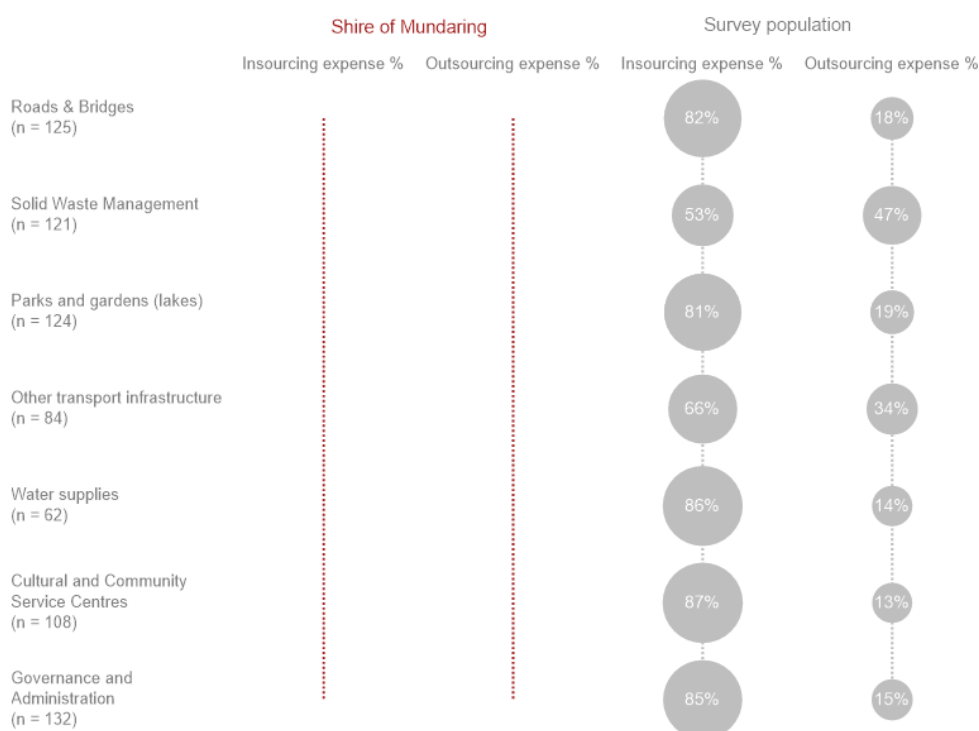 Shire of Mundaring
Survey population
Insourcing expense %
Outsourcing expense %
Insourcing expense %
Outsourcing expense %
Roads & Bridges
(n = 125)
82%
18%
Solid Waste Management
(n = 121)
53%
47%
Parks and gardens (lakes)
(n = 124)
81%
19%
Other transport infrastructure
(n = 84)
66%
34%
Water supplies
(n = 62)
86%
14%
Cultural and Community
Service Centres
(n = 108)
87%
13%
Governance and
Administration
(n = 132)
85%
15%